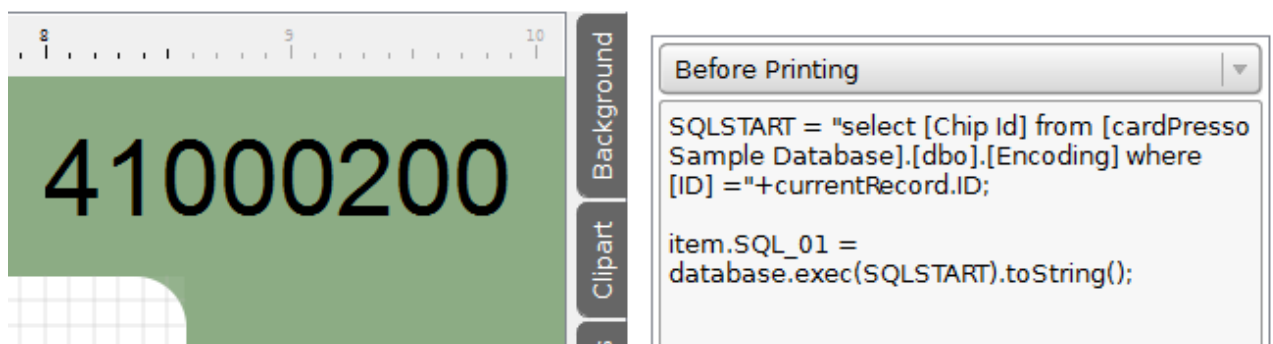 8 9 10
41000200
Background
Clipart
Before Printing
SQLSTART = "select [Chip Id] from [cardPresso
Sample Database].[dbo].[Encoding] where
[ID] ="+currentRecord.ID;
item.SQL_01 =
database.exec(SQLSTART).toString();